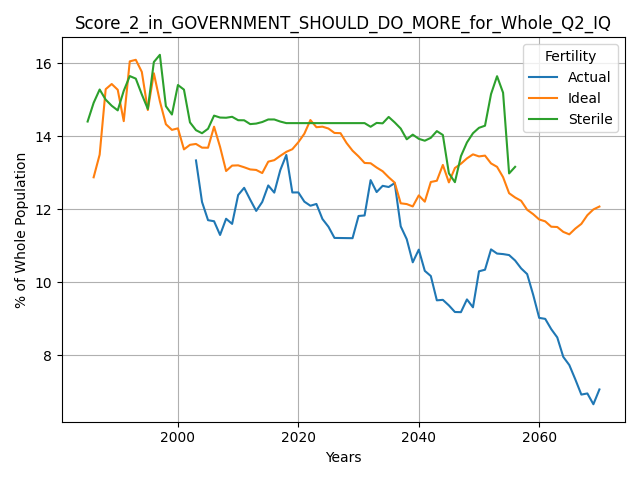 Score_2_in_GOVERNMENT_SHOULD_DO_MORE_for_Whole_Q2_IQ
Fertility
Actual
Ideal
Sterile
% of Whole Population
16
14
12
10
8
2000
2020
2040
2060
Years